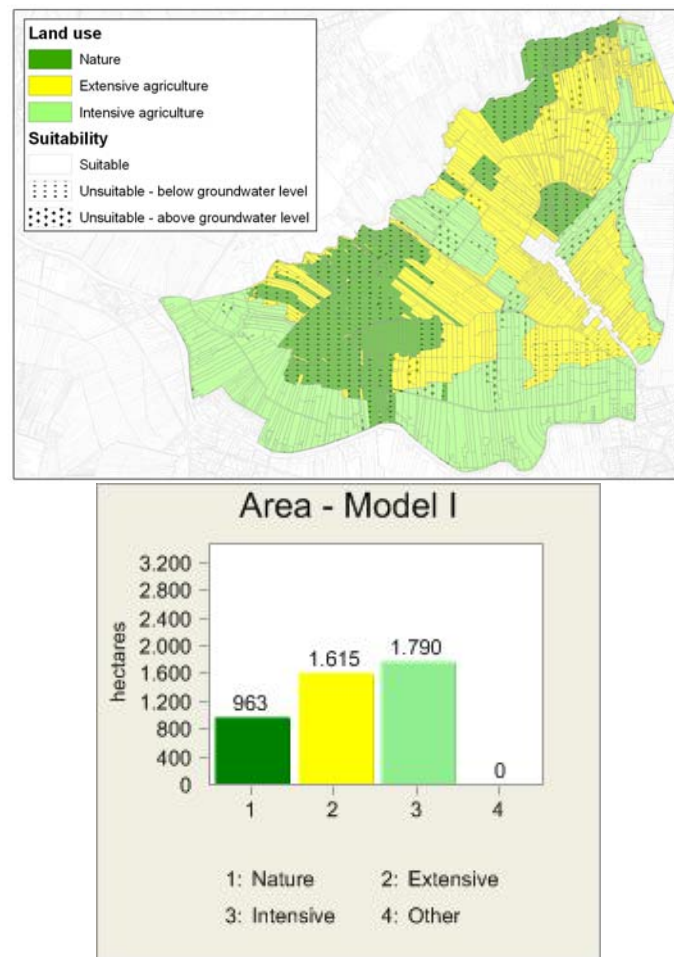 Land use
Nature
Extensive agriculture
Intensive agriculture
Suitability
Suitable
Unsuitable - below groundwater level
Unsuitable - above groundwater level
Area - Model I
hectares
3.200
2.800
2.400
2.000
1.600
1.200
800
400
0
963
1.615
1.790
0
1
2
3
4
1: Nature
2: Extensive
3: Intensive
4: Other